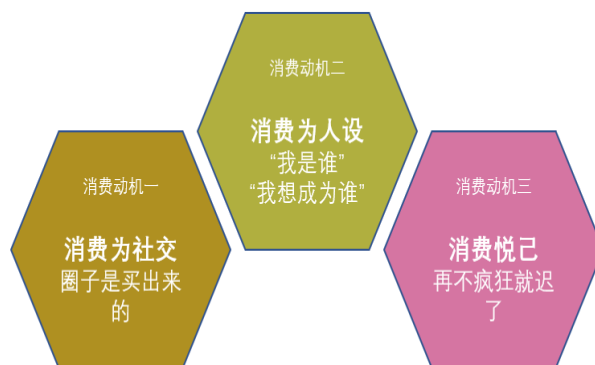 消费动机一
消费为社交
圈子是买出来
的
消费动机二
消费为人设
“我是谁”
“我想成为谁”
消费动机三
消费悦己
再不疯狂就迟
了